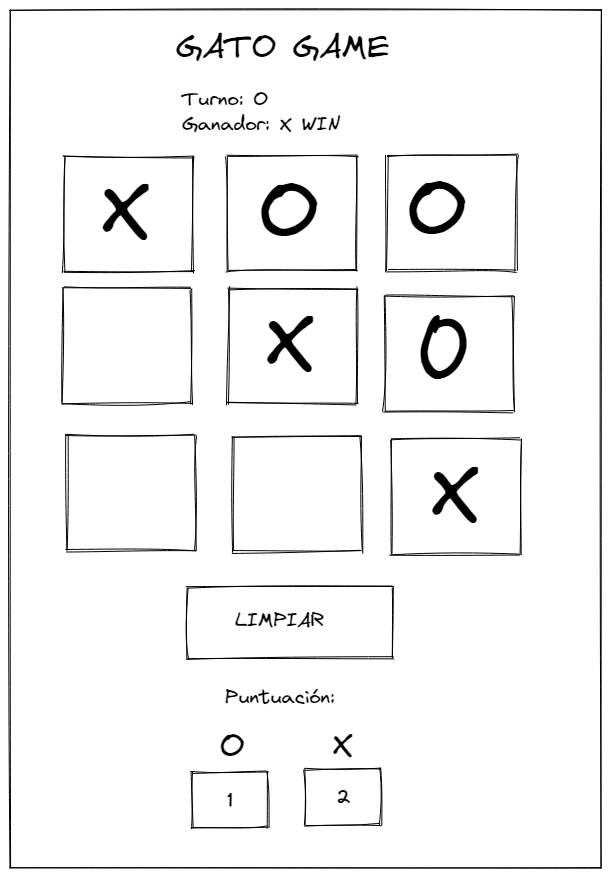 GATO GAME
Turno: O
Ganador: X WIN
X O O
X O
X
LIMPIAR
Puntuación:
O X
1 2